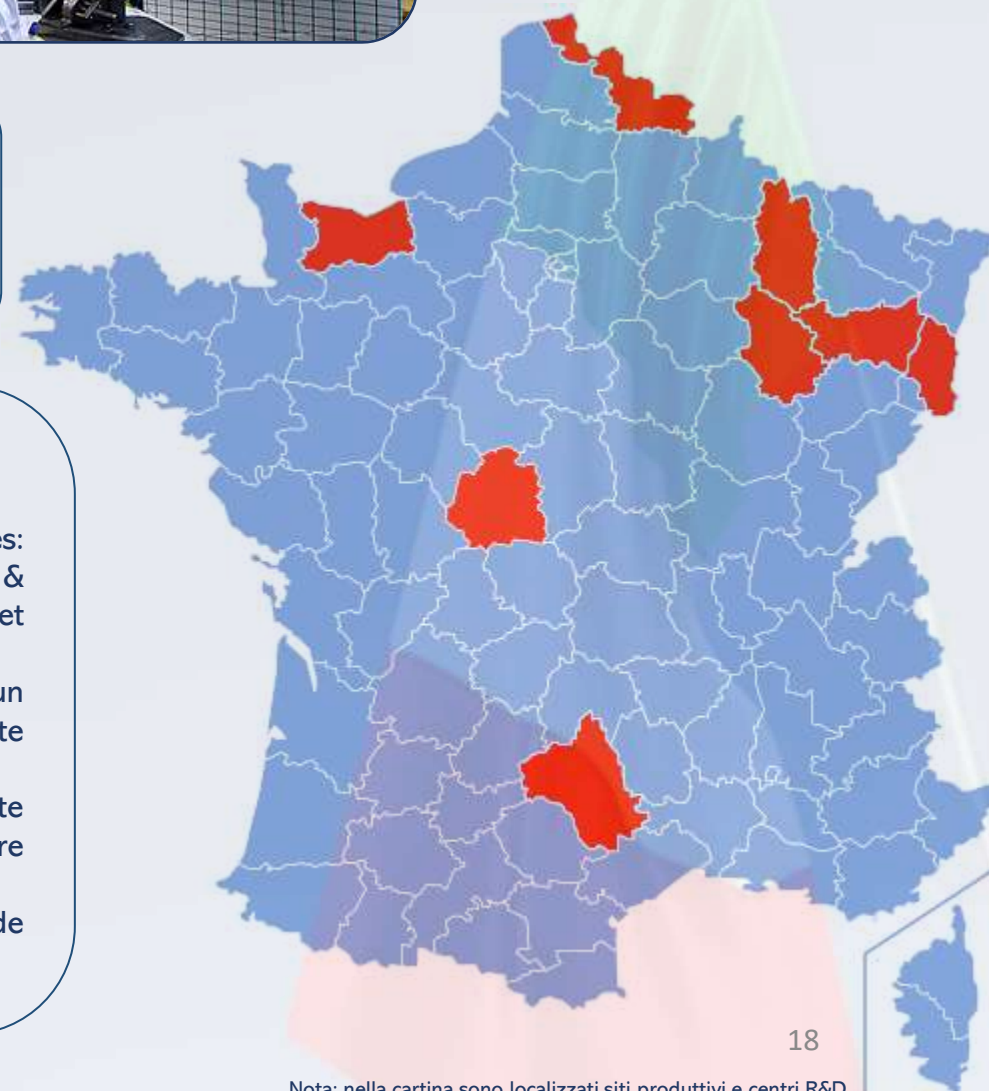 es:
&
et
un
te
te
re
de
18
Nota: nella cartina sono localizzati siti produttivi e centri R&D